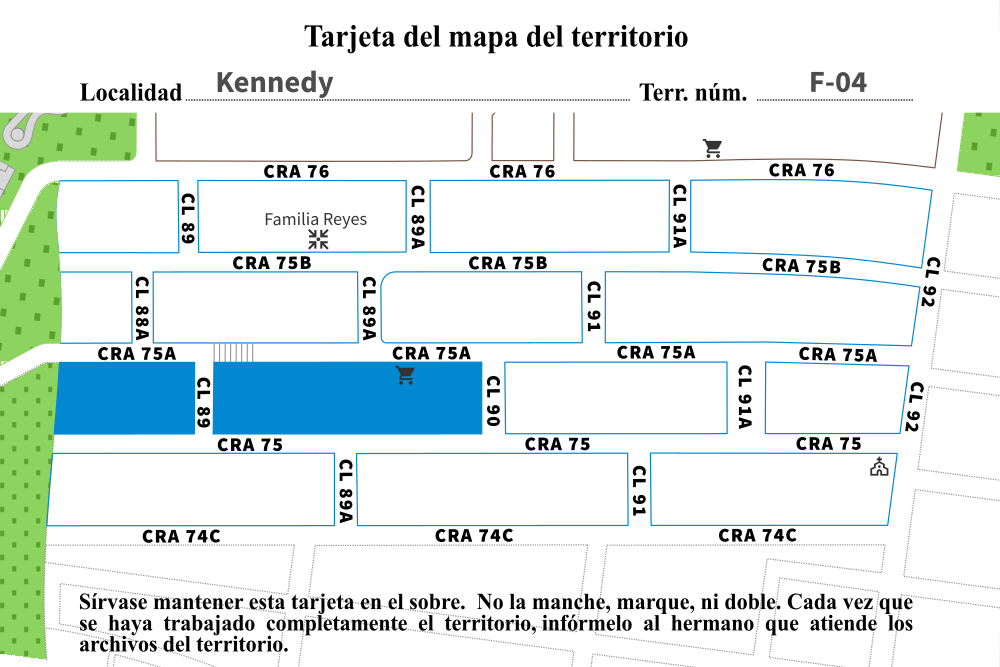 Tarjeta del mapa del territorio
Localidad Kennedy Terr. núm. F-04
CRA 76 CRA 76 CRA 76
CL 89 CL 89A CL 91A
Familia Reyes
CRA 75B CRA 75B CRA 75B
CL 92
CL 88A CL 89A CL 91
CRA 75A CRA 75A CRA 75A CRA 75A
CL 89 CL 90 CL 91A CL 92
CRA 75 CRA 75 CRA 75
CL 89A CL 91
CRA 74C CRA 74C CRA 74C
Sírvase mantener esta tarjeta en el sobre. No la manche, marque, ni doble. Cada vez que
se haya trabajado completamente el territorio, infórmelo al hermano que atiende los
archivos del territorio.